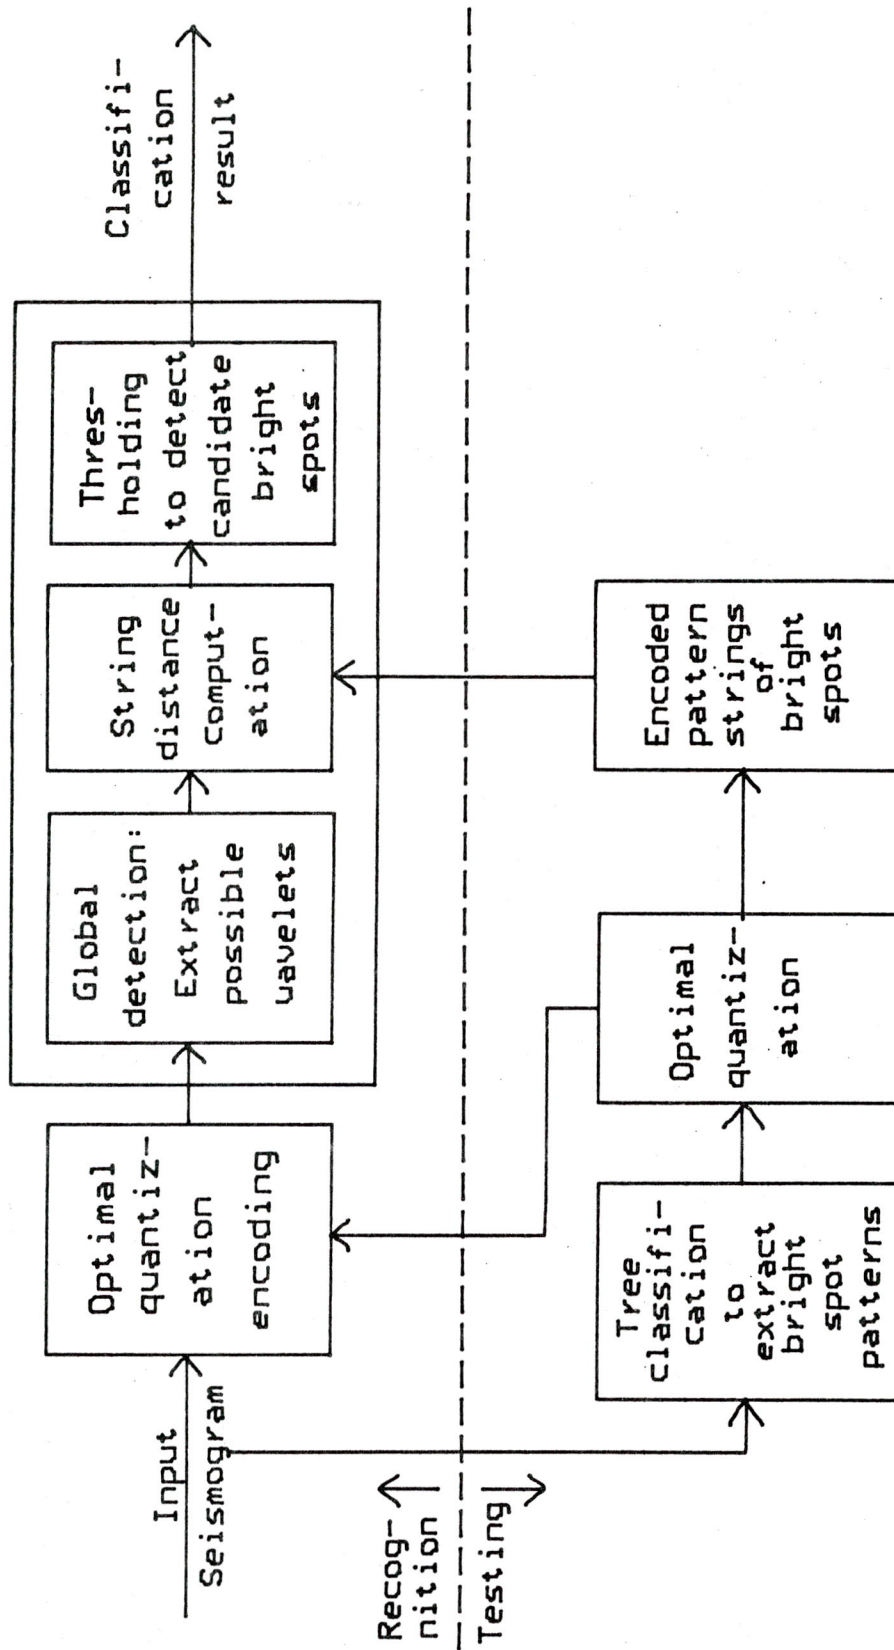 Input
Seismogram
Optimal
quantiz-
ation
encoding
Global
detection:
Extract
possible
wavelets
String
distance
comput-
ation
Thres-
holding
to detect
candidate
bright
spots
Classifi-
cation
result
Recog-
nition
Testing
Tree
classifi-
cation
to
extract
bright
spot
patterns
Optimal
quantiz-
ation
Encoded
pattern
strings
of
bright
spots